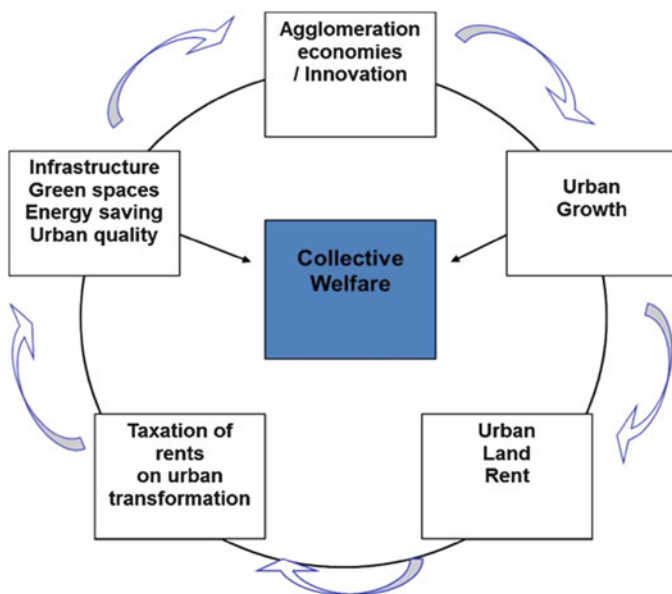 Agglomeration
economies
/ Innovation
Infrastructure
Green spaces
Energy saving
Urban quality
Urban
Growth
Collective
Welfare
Taxation of
rents
on urban
transformation
Urban
Land
Rent